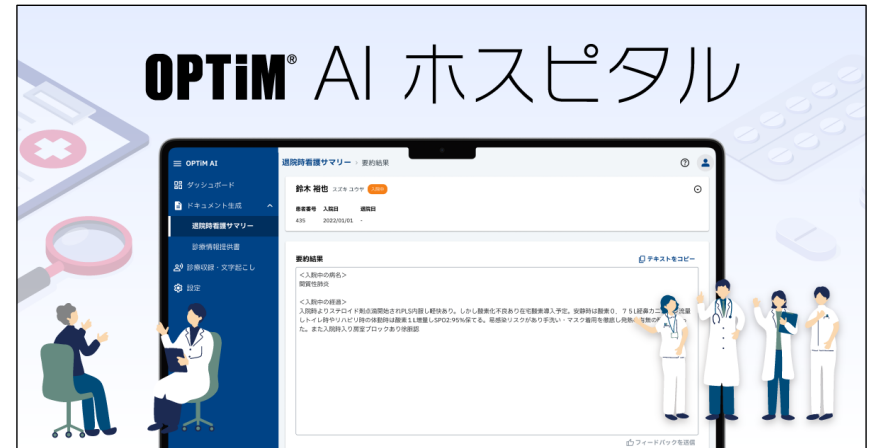 OPTiM® AI ホスピタル
OPTiM AI
退院時看護サマリー › 要約結果
ダッシュボード
ドキュメント生成
退院時看護サマリー
診療情報提供書
診療収録・文字起こし
設定
鈴木 裕也 スズキ ユウヤ 入院中
患者番号 入院日 退院日
435 2022/01/01 -
要約結果
テキストをコピー
<入院中の病名>
間質性肺炎
<入院中の経過>
入院時よりステロイド剤点滴開始されPLS内服し軽快あり。しかし酸素化不良あり在宅酸素導入予定。安静時は酸素0.75L経鼻カニ
流量
しトイレ時やリハビリ時の体動時は酸素1L増量しSPO2:95%保てる。易感染リスクがあり手洗い・マスク着用を徹底し発熱
た。また入院時入り房室ブロックあり徐脈認
フィードバックを送信